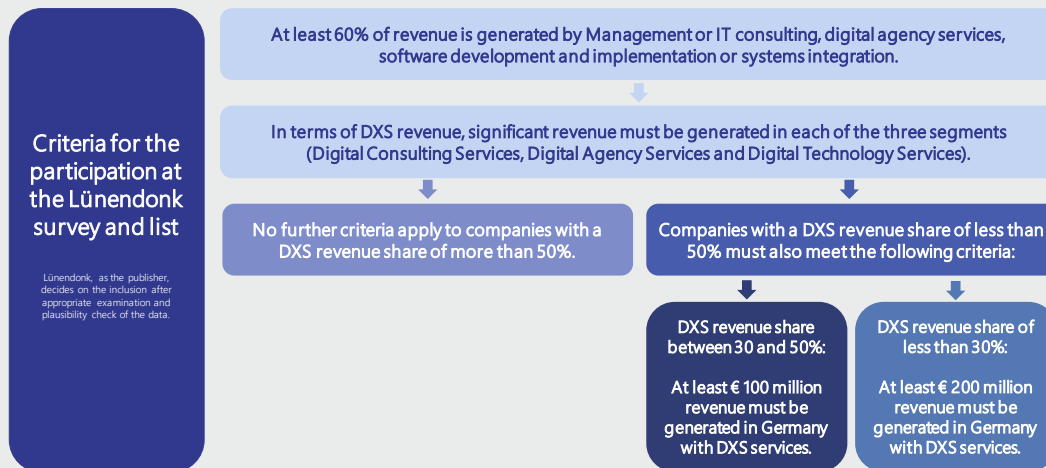 Criteria for the
participation at
the Lünendonk
survey and list
Lünendonk, as the publisher,
decides on the inclusion after
appropriate examination and
plausibility check of the data.
At least 60% of revenue is generated by Management or IT consulting, digital agency services,
software development and implementation or systems integration.
In terms of DXS revenue, significant revenue must be generated in each of the three segments
(Digital Consulting Services, Digital Agency Services and Digital Technology Services).
No further criteria apply to companies with a
DXS revenue share of more than 50%.
Companies with a DXS revenue share of less than
50% must also meet the following criteria:
DXS revenue share
between 30 and 50%:
At least € 100 million
revenue must be
generated in Germany
with DXS services.
DXS revenue share of
less than 30%:
At least € 200 million
revenue must be
generated in Germany
with DXS services.